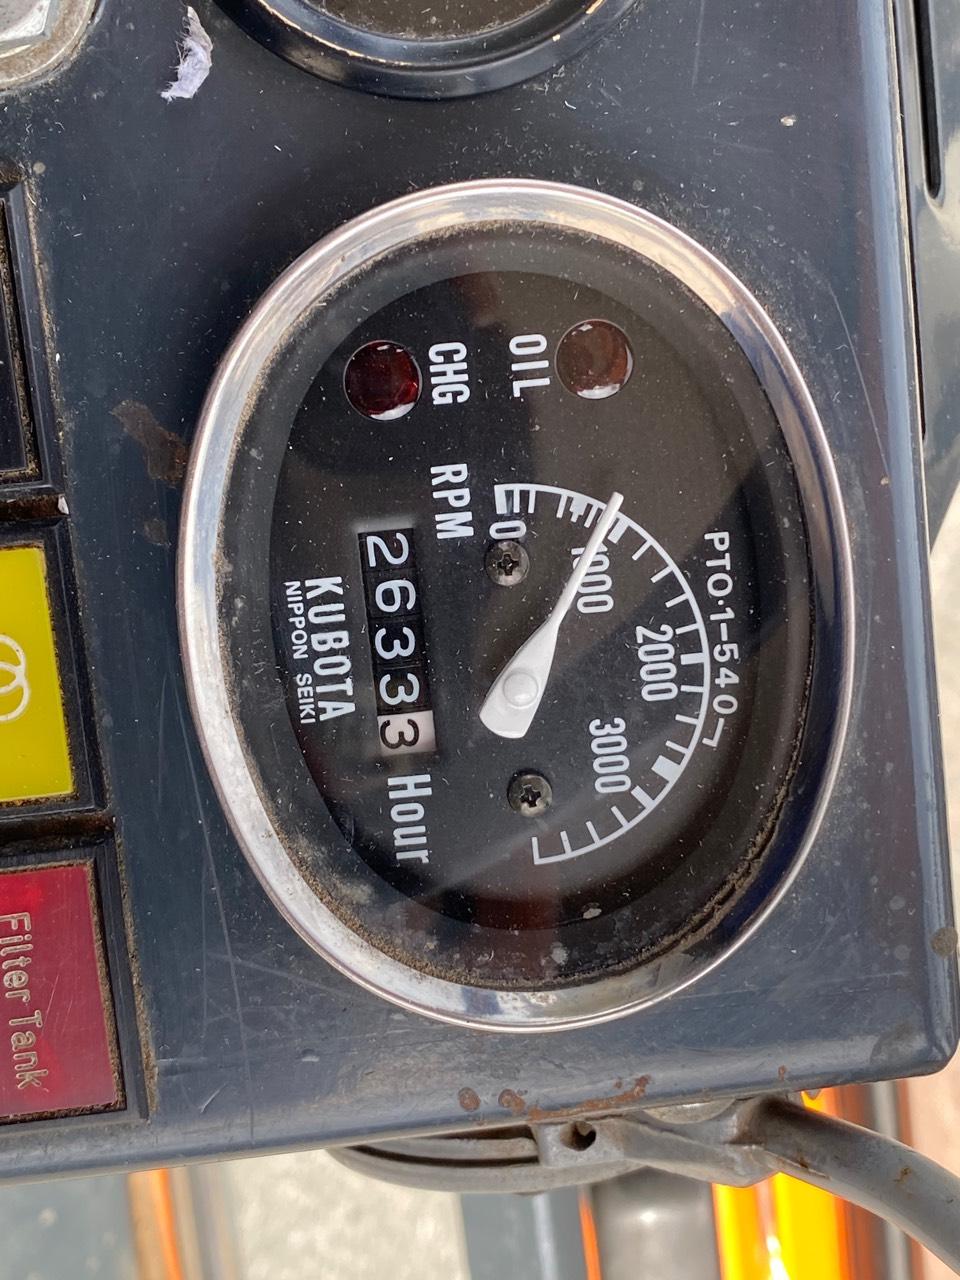 OIL
CHG
PTO·1-540
0
1000
2000
3000
RPM
26333 Hour
KUBOTA
NIPPON SEIKI
Filter Tank